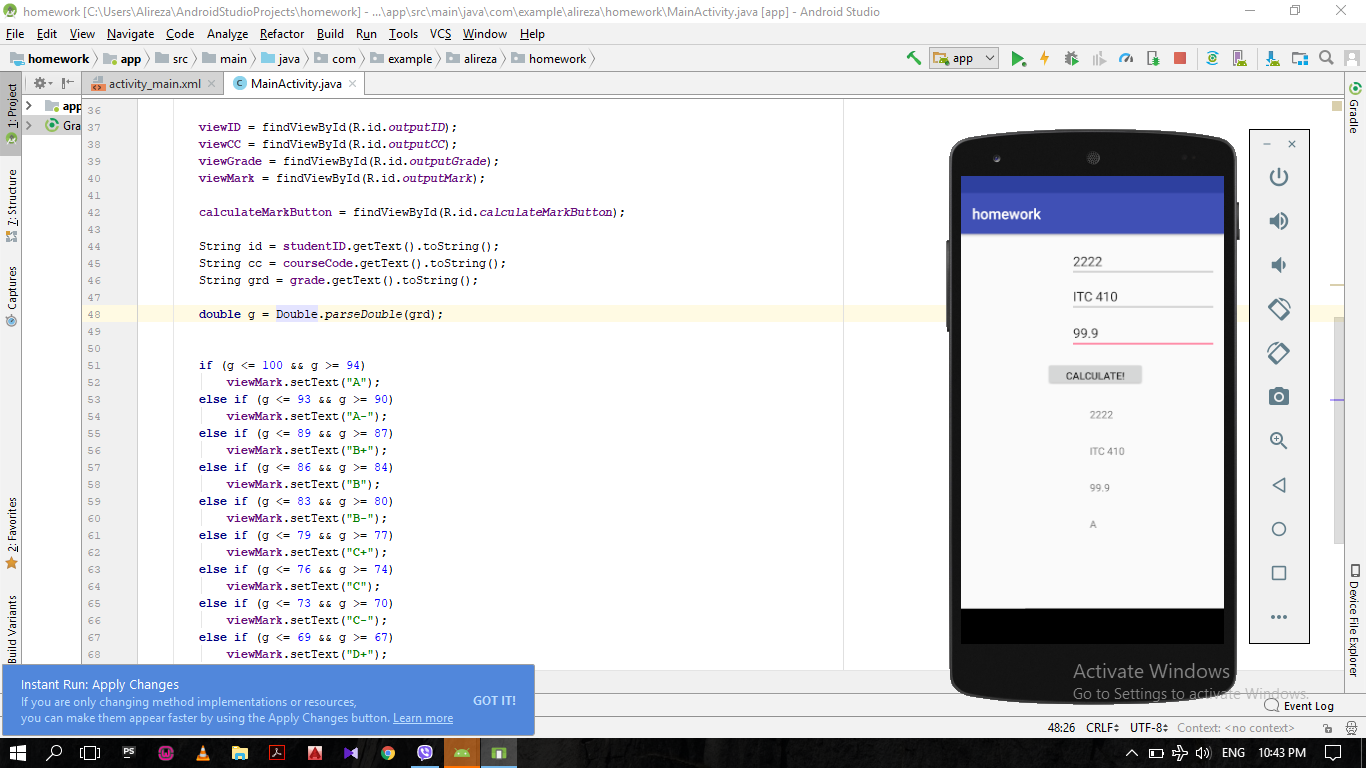 homework [C:\Users\Alireza\AndroidStudioProjects\homework] - ...\app\src\main\java\com\example\alireza\homework\MainActivity.java [app] - Android Studio
File Edit View Navigate Code Analyze Refactor Build Run Tools VCS Window Help
homework app src main java com example alireza homework app
1: Project
7: Structure
Captures
2: Favorites
Build Variants
app
Gra
activity_main.xml MainActivity.java
36
37 viewID = findViewById(R.id.outputID);
38 viewCC = findViewById(R.id.outputCC);
39 viewGrade = findViewById(R.id.outputGrade);
40 viewMark = findViewById(R.id.outputMark);
41
42 calculateMarkButton = findViewById(R.id.calculateMarkButton);
43
44 String id = studentID.getText().toString();
45 String cc = courseCode.getText().toString();
46 String grd = grade.getText().toString();
47
48 double g = Double.parseDouble(grd);
49
50
51 if (g <= 100 && g >= 94)
52 viewMark.setText("A");
53 else if (g <= 93 && g >= 90)
54 viewMark.setText("A-");
55 else if (g <= 89 && g >= 87)
56 viewMark.setText("B+");
57 else if (g <= 86 && g >= 84)
58 viewMark.setText("B");
59 else if (g <= 83 && g >= 80)
60 viewMark.setText("B-");
61 else if (g <= 79 && g >= 77)
62 viewMark.setText("C+");
63 else if (g <= 76 && g >= 74)
64 viewMark.setText("C");
65 else if (g <= 73 && g >= 70)
66 viewMark.setText("C-");
67 else if (g <= 69 && g >= 67)
68 viewMark.setText("D+");
homework
2222
ITC 410
99.9
CALCULATE!
2222
ITC 410
99.9
A
Gradle
Device File Explorer
Instant Run: Apply Changes
If you are only changing method implementations or resources,
you can make them appear faster by using the Apply Changes button. Learn more
GOT IT!
Activate Windows
Go to Settings to activate Windows.
Event Log
48:26 CRLF UTF-8 Context: <no context>
PS ENG 10:43 PM